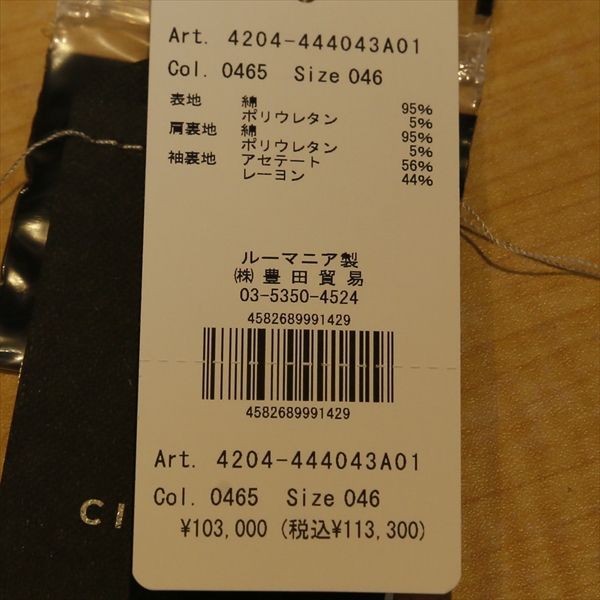 Art. 4204-444043A01
Col. 0465 Size 046
表地 綿 95%
ポリウレタン 5%
肩裏地 綿 95%
ポリウレタン 5%
袖裏地 アセテート 56%
レーヨン 44%
ルーマニア製
㈱豊田貿易
03-5350-4524
4582689991429
4582689991429
Art. 4204-444043A01
Col. 0465 Size 046
¥103,000 (税込¥113,300)
CI